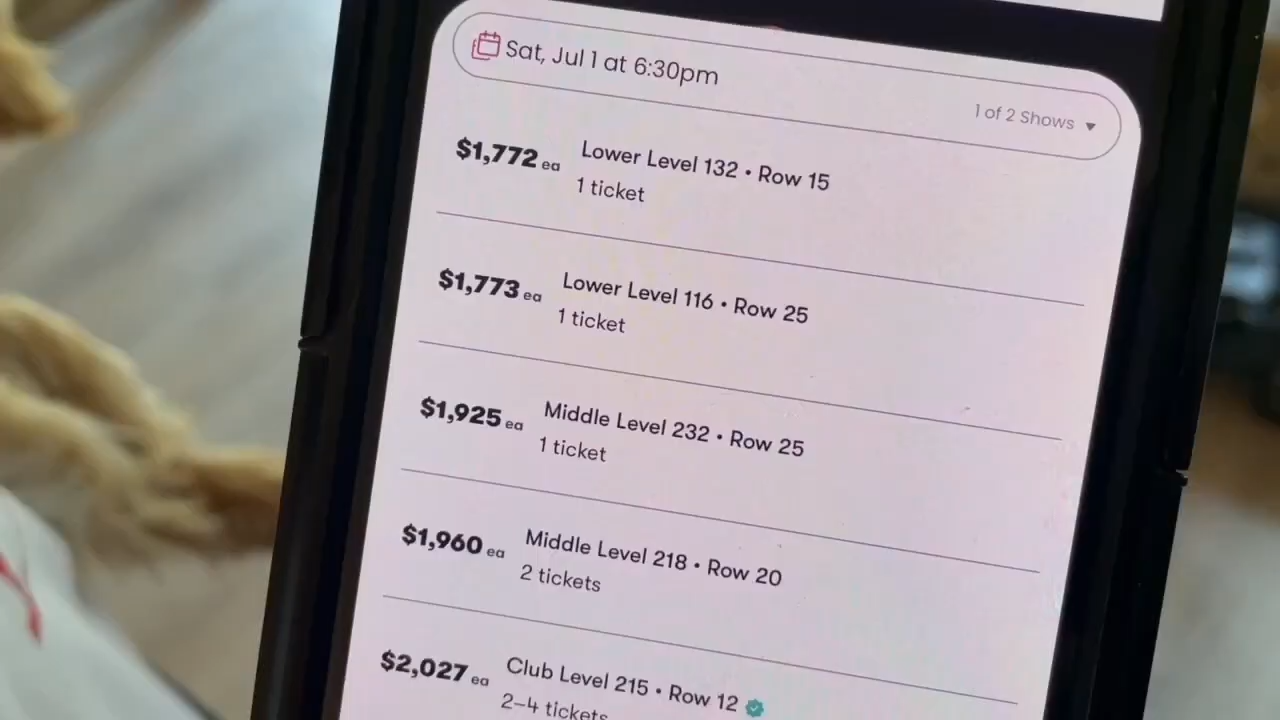 Sat, Jul 1 at 6:30pm
1 of 2 Shows
$1,772 ea
Lower Level 132 • Row 15
1 ticket
$1,773 ea
Lower Level 116 • Row 25
1 ticket
$1,925 ea
Middle Level 232 • Row 25
1 ticket
$1,960 ea
Middle Level 218 • Row 20
2 tickets
$2,027 ea
Club Level 215 • Row 12
2–4 tickets